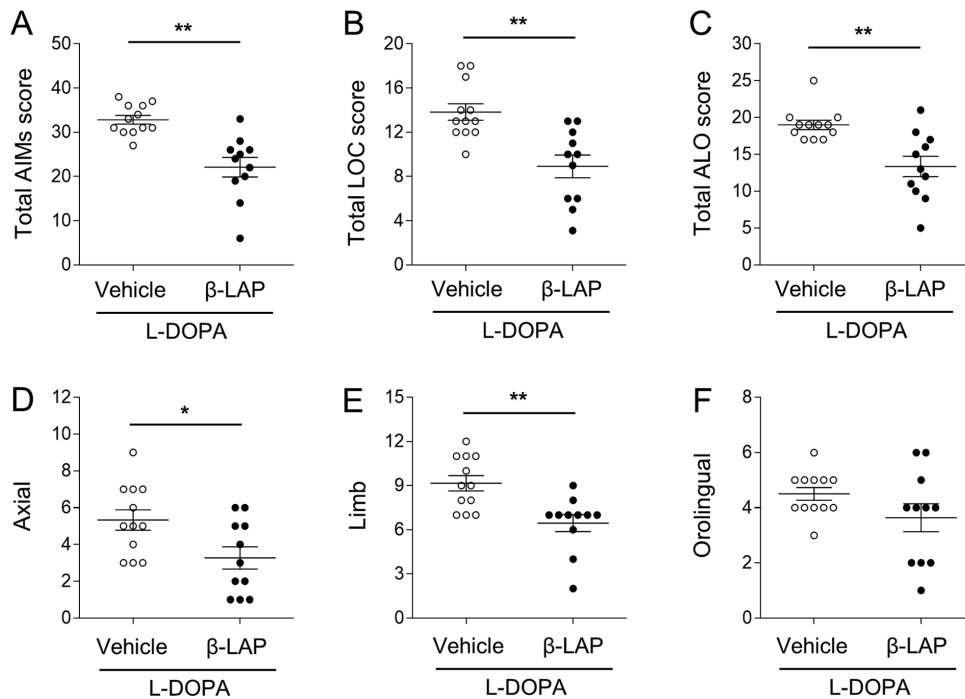 A
Total AIMs score
50
40
30
20
10
0
**
Vehicle β-LAP
L-DOPA
B
Total LOC score
20
16
12
8
4
0
**
Vehicle β-LAP
L-DOPA
C
Total ALO score
30
25
20
15
10
5
0
**
Vehicle β-LAP
L-DOPA
D
Axial
12
10
8
6
4
2
0
*
Vehicle β-LAP
L-DOPA
E
Limb
15
12
9
6
3
0
**
Vehicle β-LAP
L-DOPA
F
Orolingual
8
6
4
2
0
Vehicle β-LAP
L-DOPA